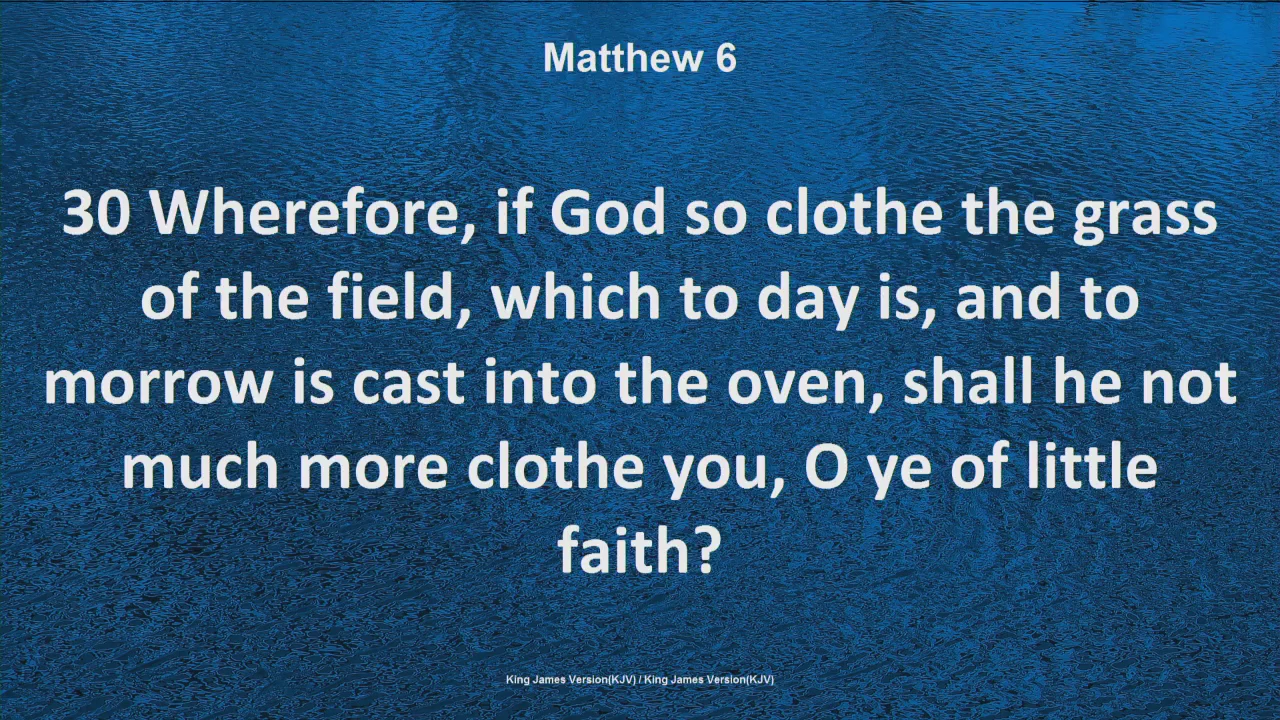 Matthew 6
30 Wherefore, if God so clothe the grass
of the field, which to day is, and to
morrow is cast into the oven, shall he not
much more clothe you, O ye of little
faith?
King James Version(KJV) / King James Version(KJV)